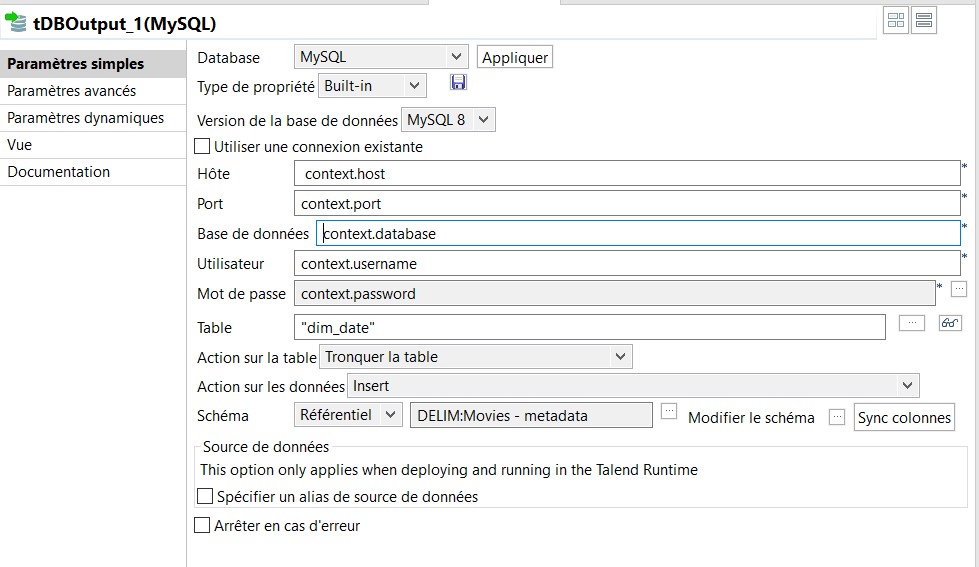 tDBOutput_1(MySQL)
Paramètres simples
Paramètres avancés
Paramètres dynamiques
Vue
Documentation
Database MySQL Appliquer
Type de propriété Built-in
Version de la base de données MySQL 8
Utiliser une connexion existante
Hôte context.host *
Port context.port *
Base de données context.database *
Utilisateur context.username *
Mot de passe context.password * ...
Table "dim_date" ...
Action sur la table Tronquer la table
Action sur les données Insert
Schéma Référentiel DELIM:Movies - metadata ... Modifier le schéma ... Sync colonnes
Source de données
This option only applies when deploying and running in the Talend Runtime
Spécifier un alias de source de données
Arrêter en cas d'erreur